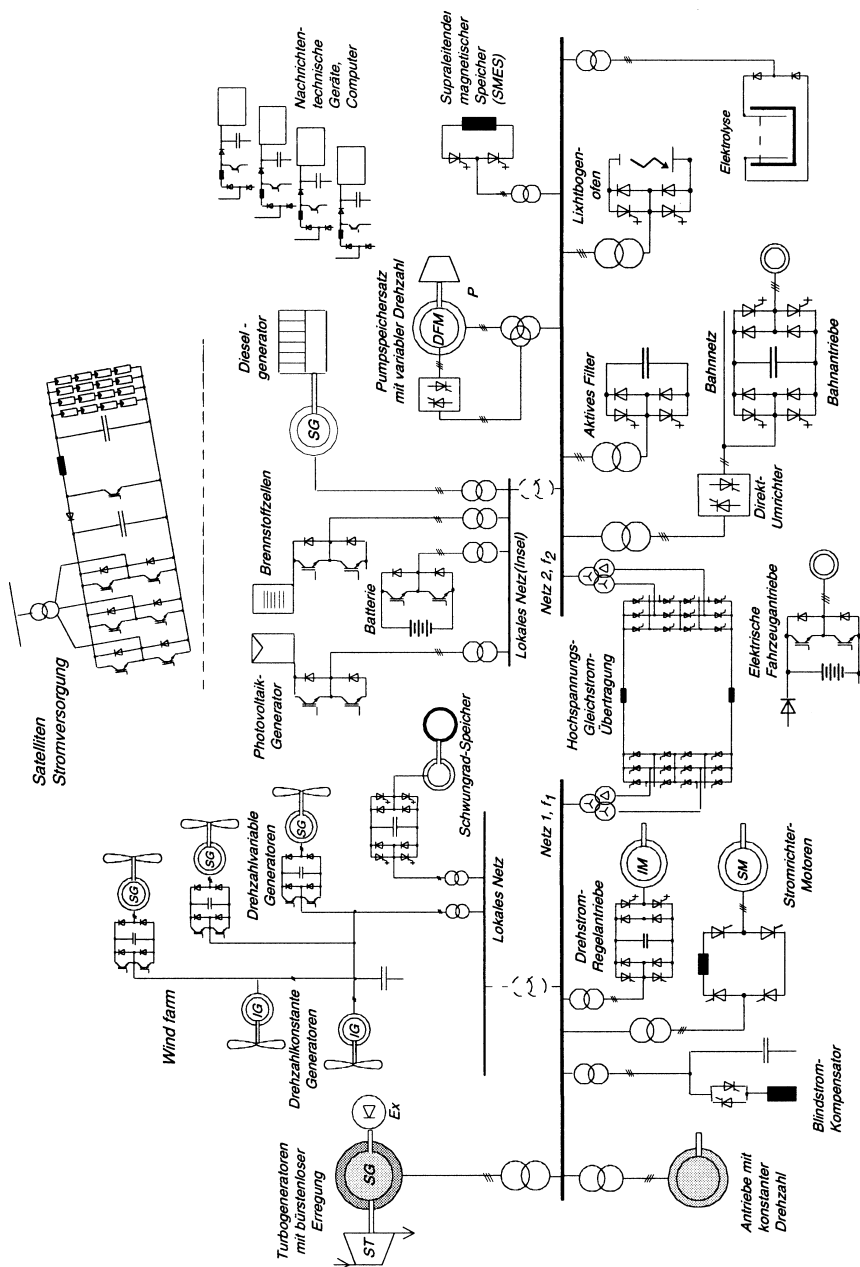 Satelliten
Stromversorgung
Nachrichten-
technische
Geräte,
Computer
Wind farm
SG
SG
SG
Drehzahlvariable
Generatoren
IG
IG
Drehzahlkonstante
Generatoren
Turbogeneratoren
mit bürstenloser
Erregung
ST
SG
Ex
Schwungrad-Speicher
Lokales Netz
Photovoltaik-
Generator
Brennstoffzellen
Batterie
Diesel -
generator
SG
Lokales Netz(Insel)
Pumpspeichersatz
mit variabler Drehzahl
DFM
P
Supraleitender
magnetischer
Speicher
(SMES)
Netz 1, f1
Netz 2, f2
Antriebe mit
konstanter
Drehzahl
Blindstrom-
Kompensator
Drehstrom-
Regelantriebe
IM
SM
Stromrichter-
Motoren
Hochspannungs-
Gleichstrom-
Übertragung
Elektrische
Fahrzeugantriebe
Direkt-
Umrichter
Bahnnetz
Bahnantriebe
Aktives Filter
Lixhtbogen-
ofen
Elektrolyse